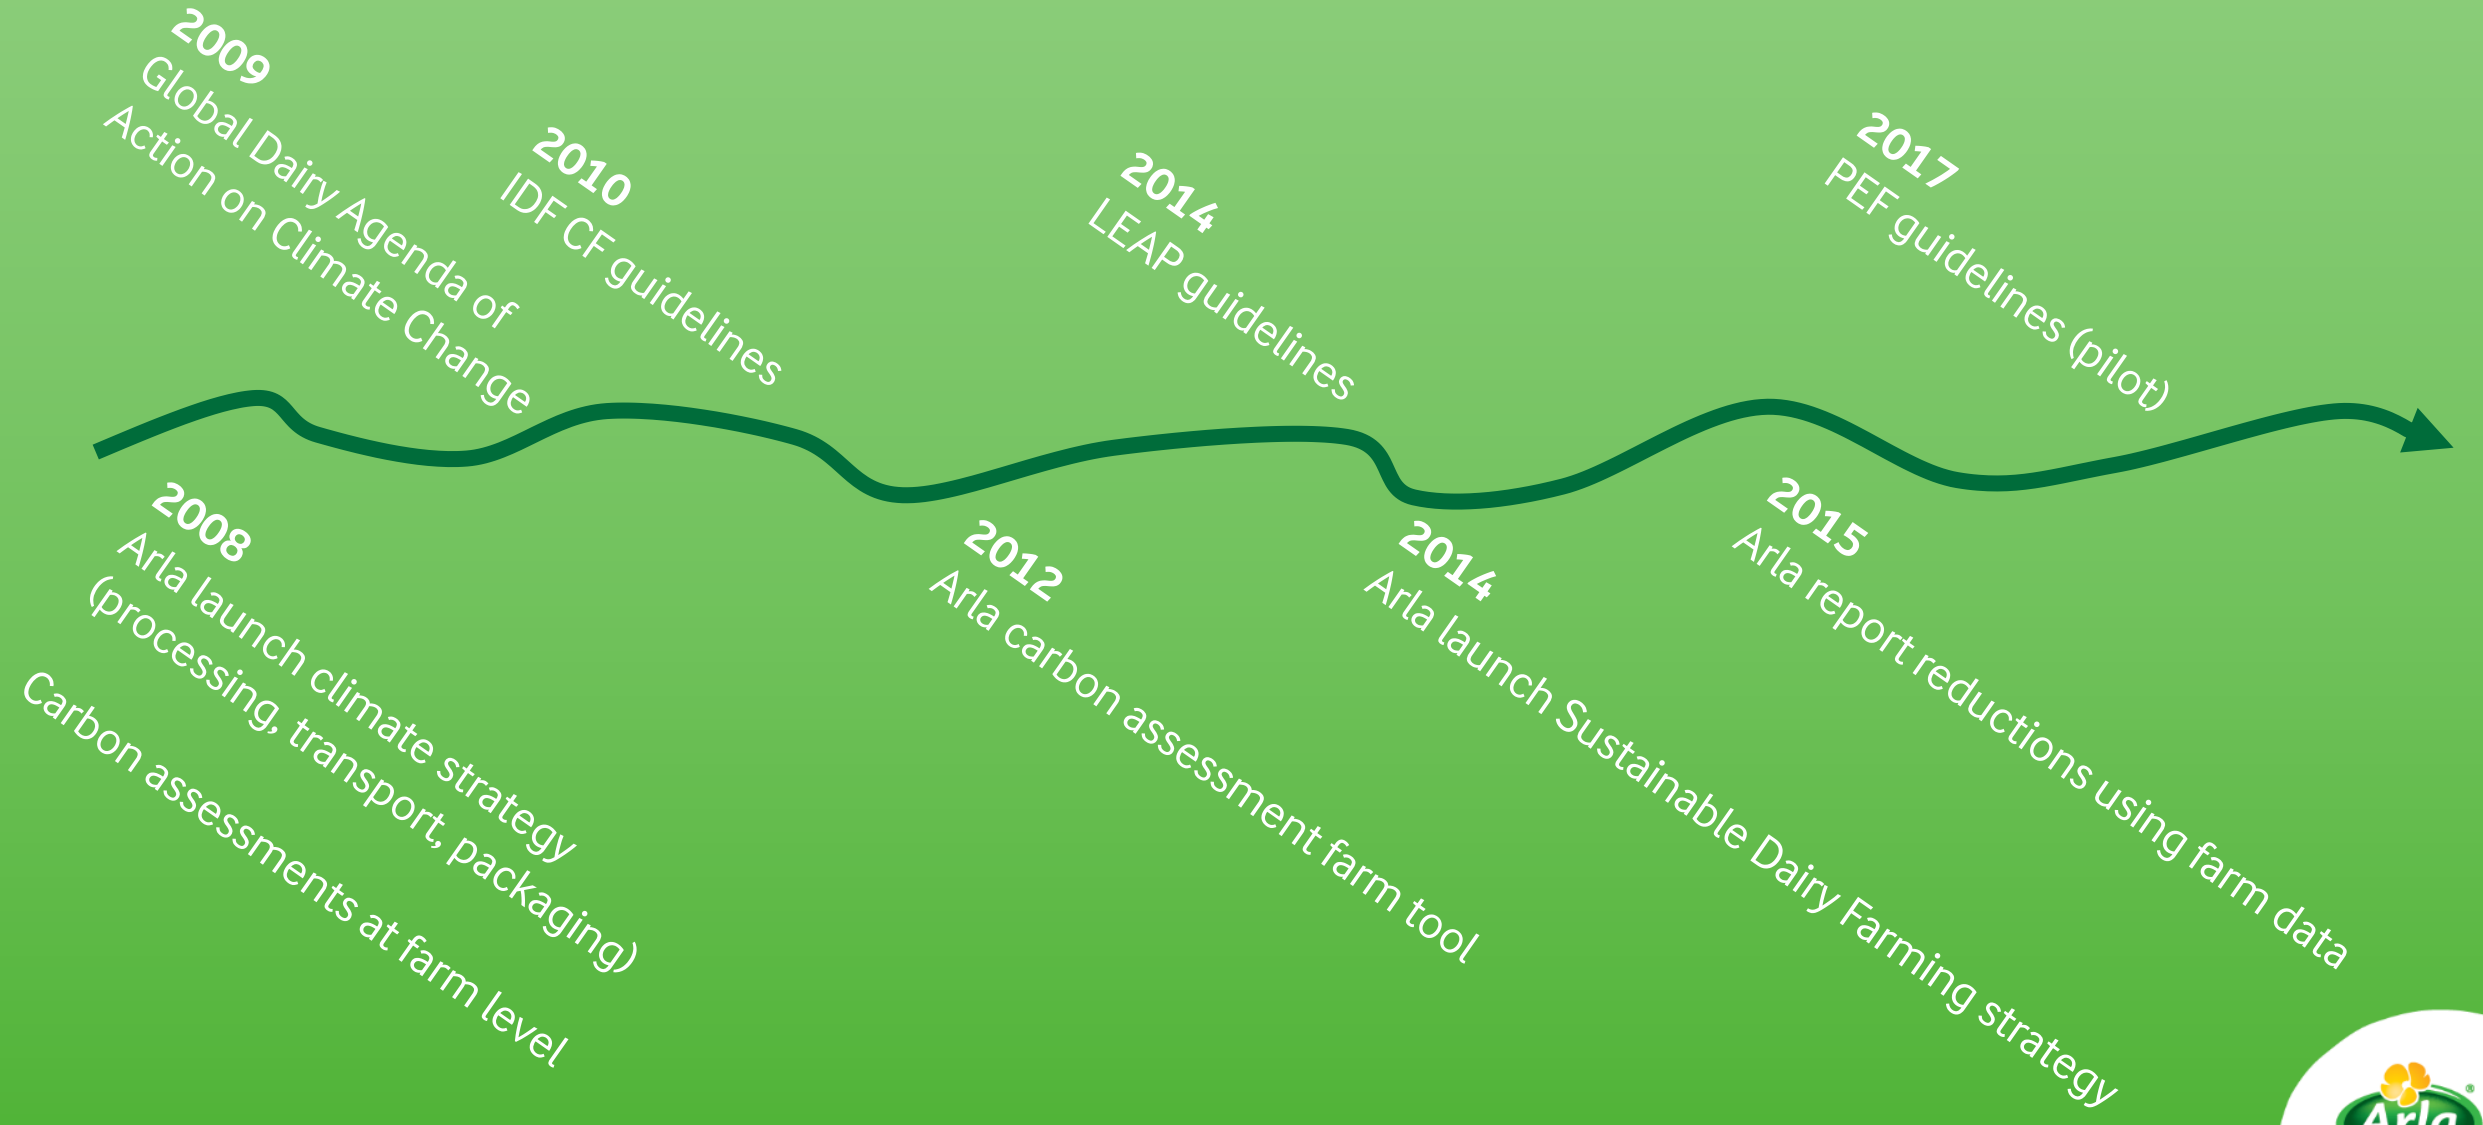 2009
Global Dairy Agenda of
Action on Climate Change
2010
IDF CF guidelines
2014
LEAP guidelines
2017
PEF guidelines (pilot)
2008
Arla launch climate strategy
(processing, transport, packaging)
Carbon assessments at farm level
2012
Arla carbon assessment farm tool
2014
Arla launch Sustainable Dairy Farming strategy
2015
Arla report reductions using farm data
Arla
®